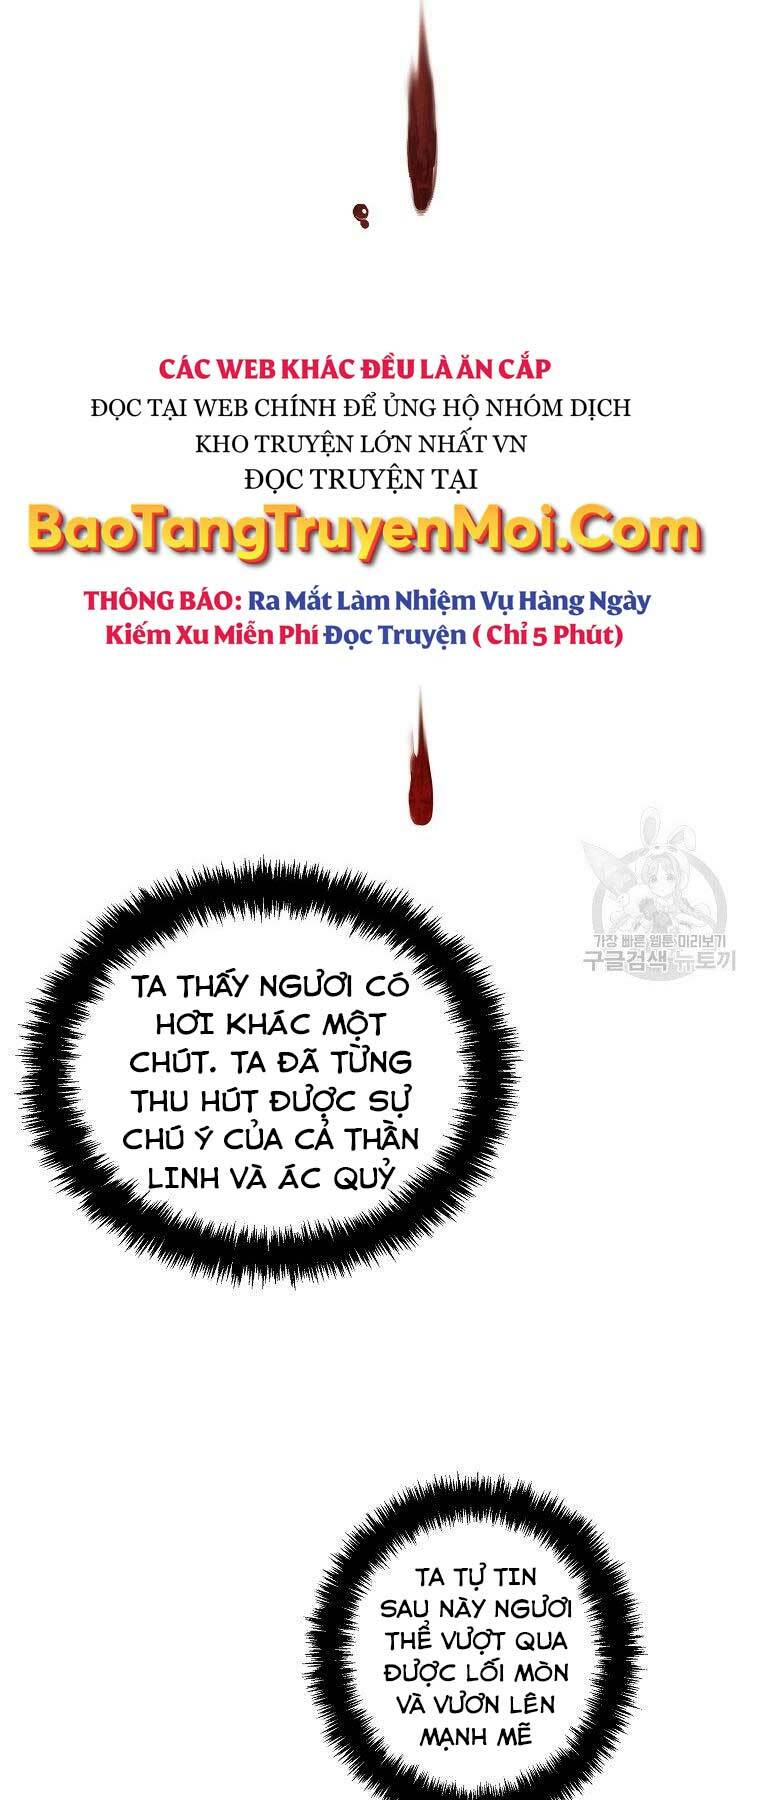 CÁC WEB KHÁC ĐỀU LÀ ĂN CẮP
ĐỌC TẠI WEB CHÍNH ĐỂ ỦNG HỘ NHÓM DỊCH
KHO TRUYỆN LỚN NHẤT VN
ĐỌC TRUYỆN TẠI
BaoTangTruyenMoi.Com
THÔNG BÁO: Ra Mắt Làm Nhiệm Vụ Hàng Ngày
Kiếm Xu Miễn Phí Đọc Truyện ( Chỉ 5 Phút)
가장 빠른 웹툰 미리보기
구글검색 뉴토끼
TA THẤY NGƯƠI CÓ
HƠI KHÁC MỘT
CHÚT. TA ĐÃ TỪNG
THU HÚT ĐƯỢC SỰ
CHÚ Ý CỦA CẢ THẦN
LINH VÀ ÁC QUỶ
TA TỰ TIN
SAU NÀY NGƯƠI
THỂ VƯỢT QUA
ĐƯỢC LỐI MÒN
VÀ VƯƠN LÊN
MẠNH MẼ